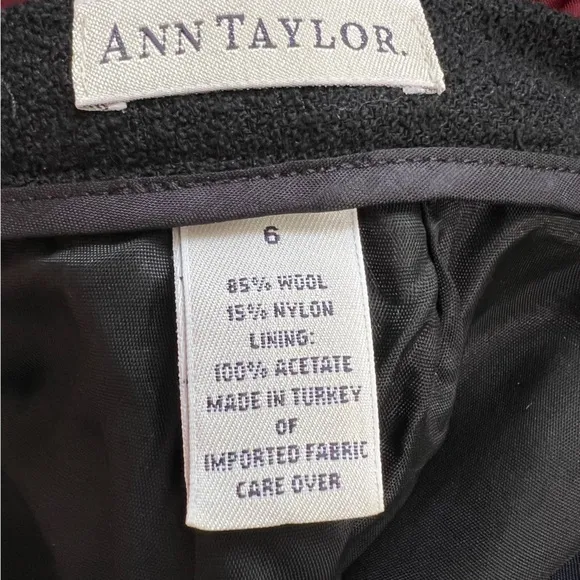 ANN TAYLOR.
6
85% WOOL
15% NYLON
LINING:
100% ACETATE
MADE IN TURKEY
OF
IMPORTED FABRIC
CARE OVER